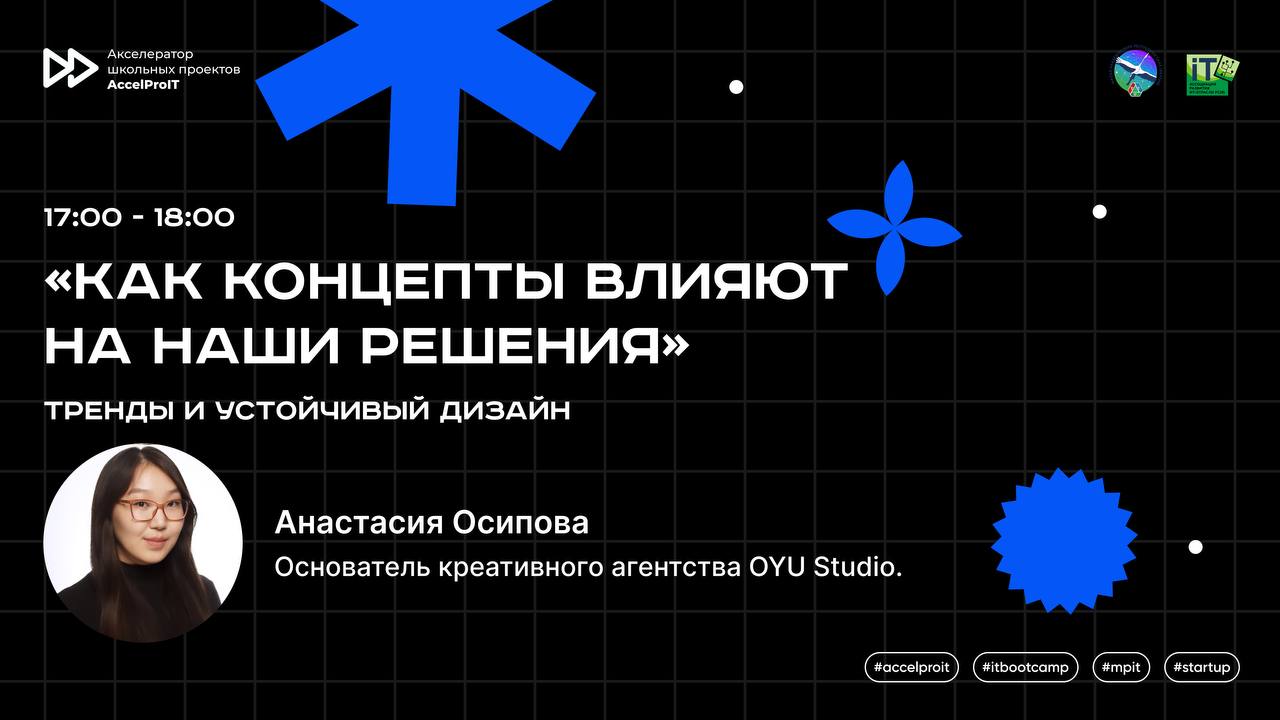 Акселератор
школьных проектов
AccelProIT
iT
17:00 - 18:00
«КАК КОНЦЕПТЫ ВЛИЯЮТ
НА НАШИ РЕШЕНИЯ»
ТРЕНДЫ И УСТОЙЧИВЫЙ ДИЗАЙН
Анастасия Осипова
Основатель креативного агентства OYU Studio.
#accelproit
#itbootcamp
#mpit
#startup